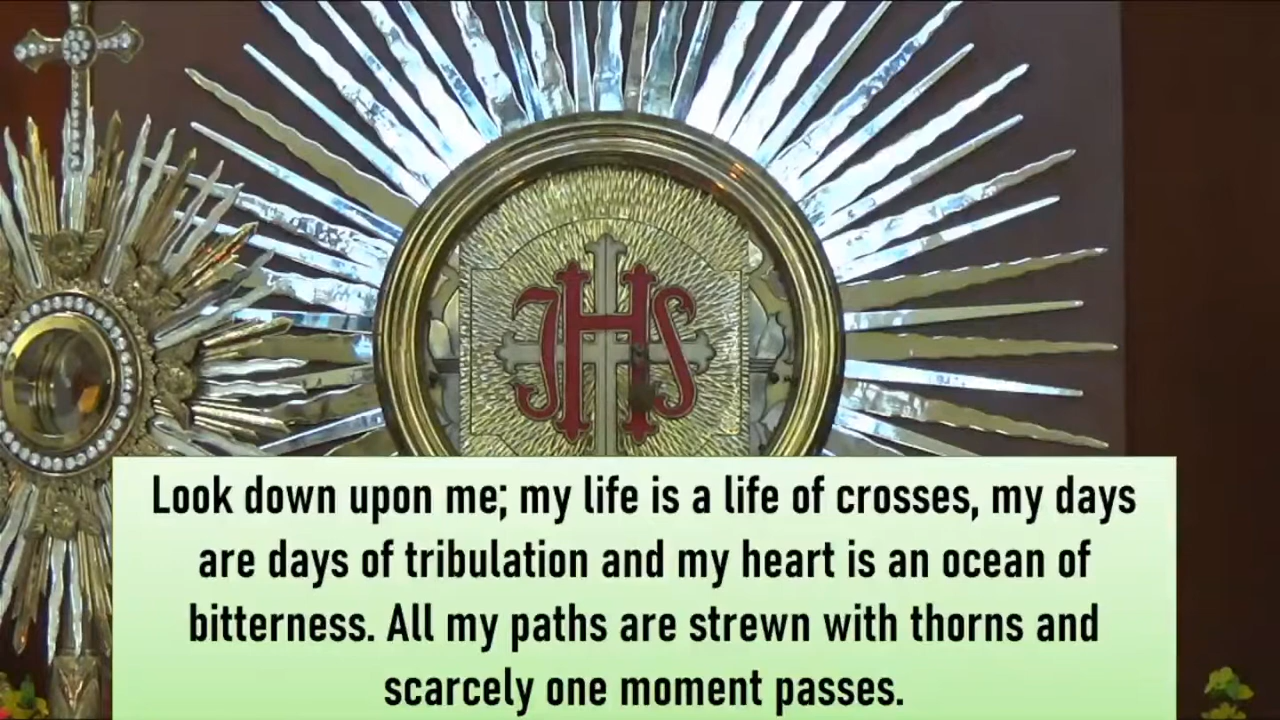 JHS
Look down upon me; my life is a life of crosses, my days
are days of tribulation and my heart is an ocean of
bitterness. All my paths are strewn with thorns and
scarcely one moment passes.